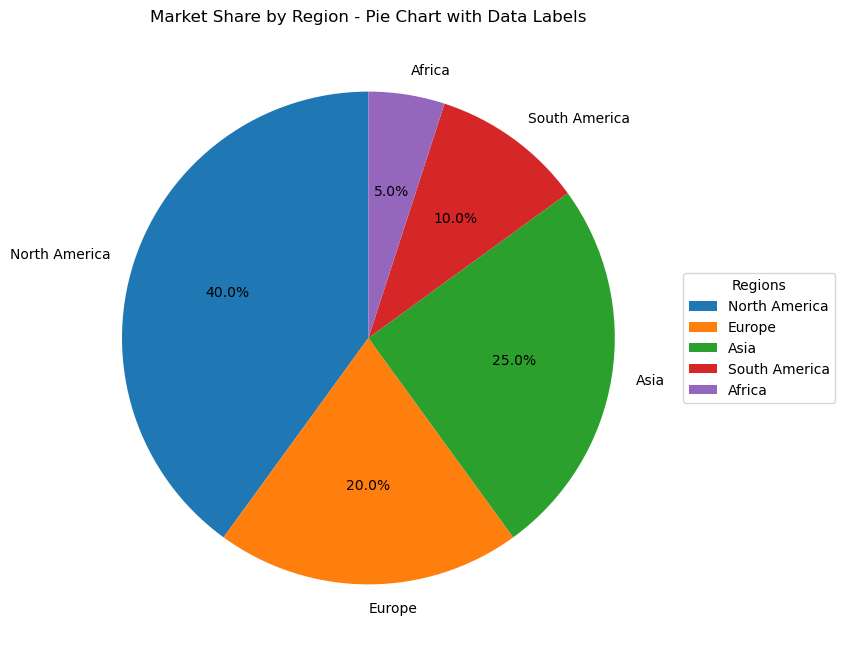 Market Share by Region - Pie Chart with Data Labels
Africa
South America
5.0%
10.0%
North America
40.0%
25.0%
Asia
20.0%
Europe
Regions
North America
Europe
Asia
South America
Africa